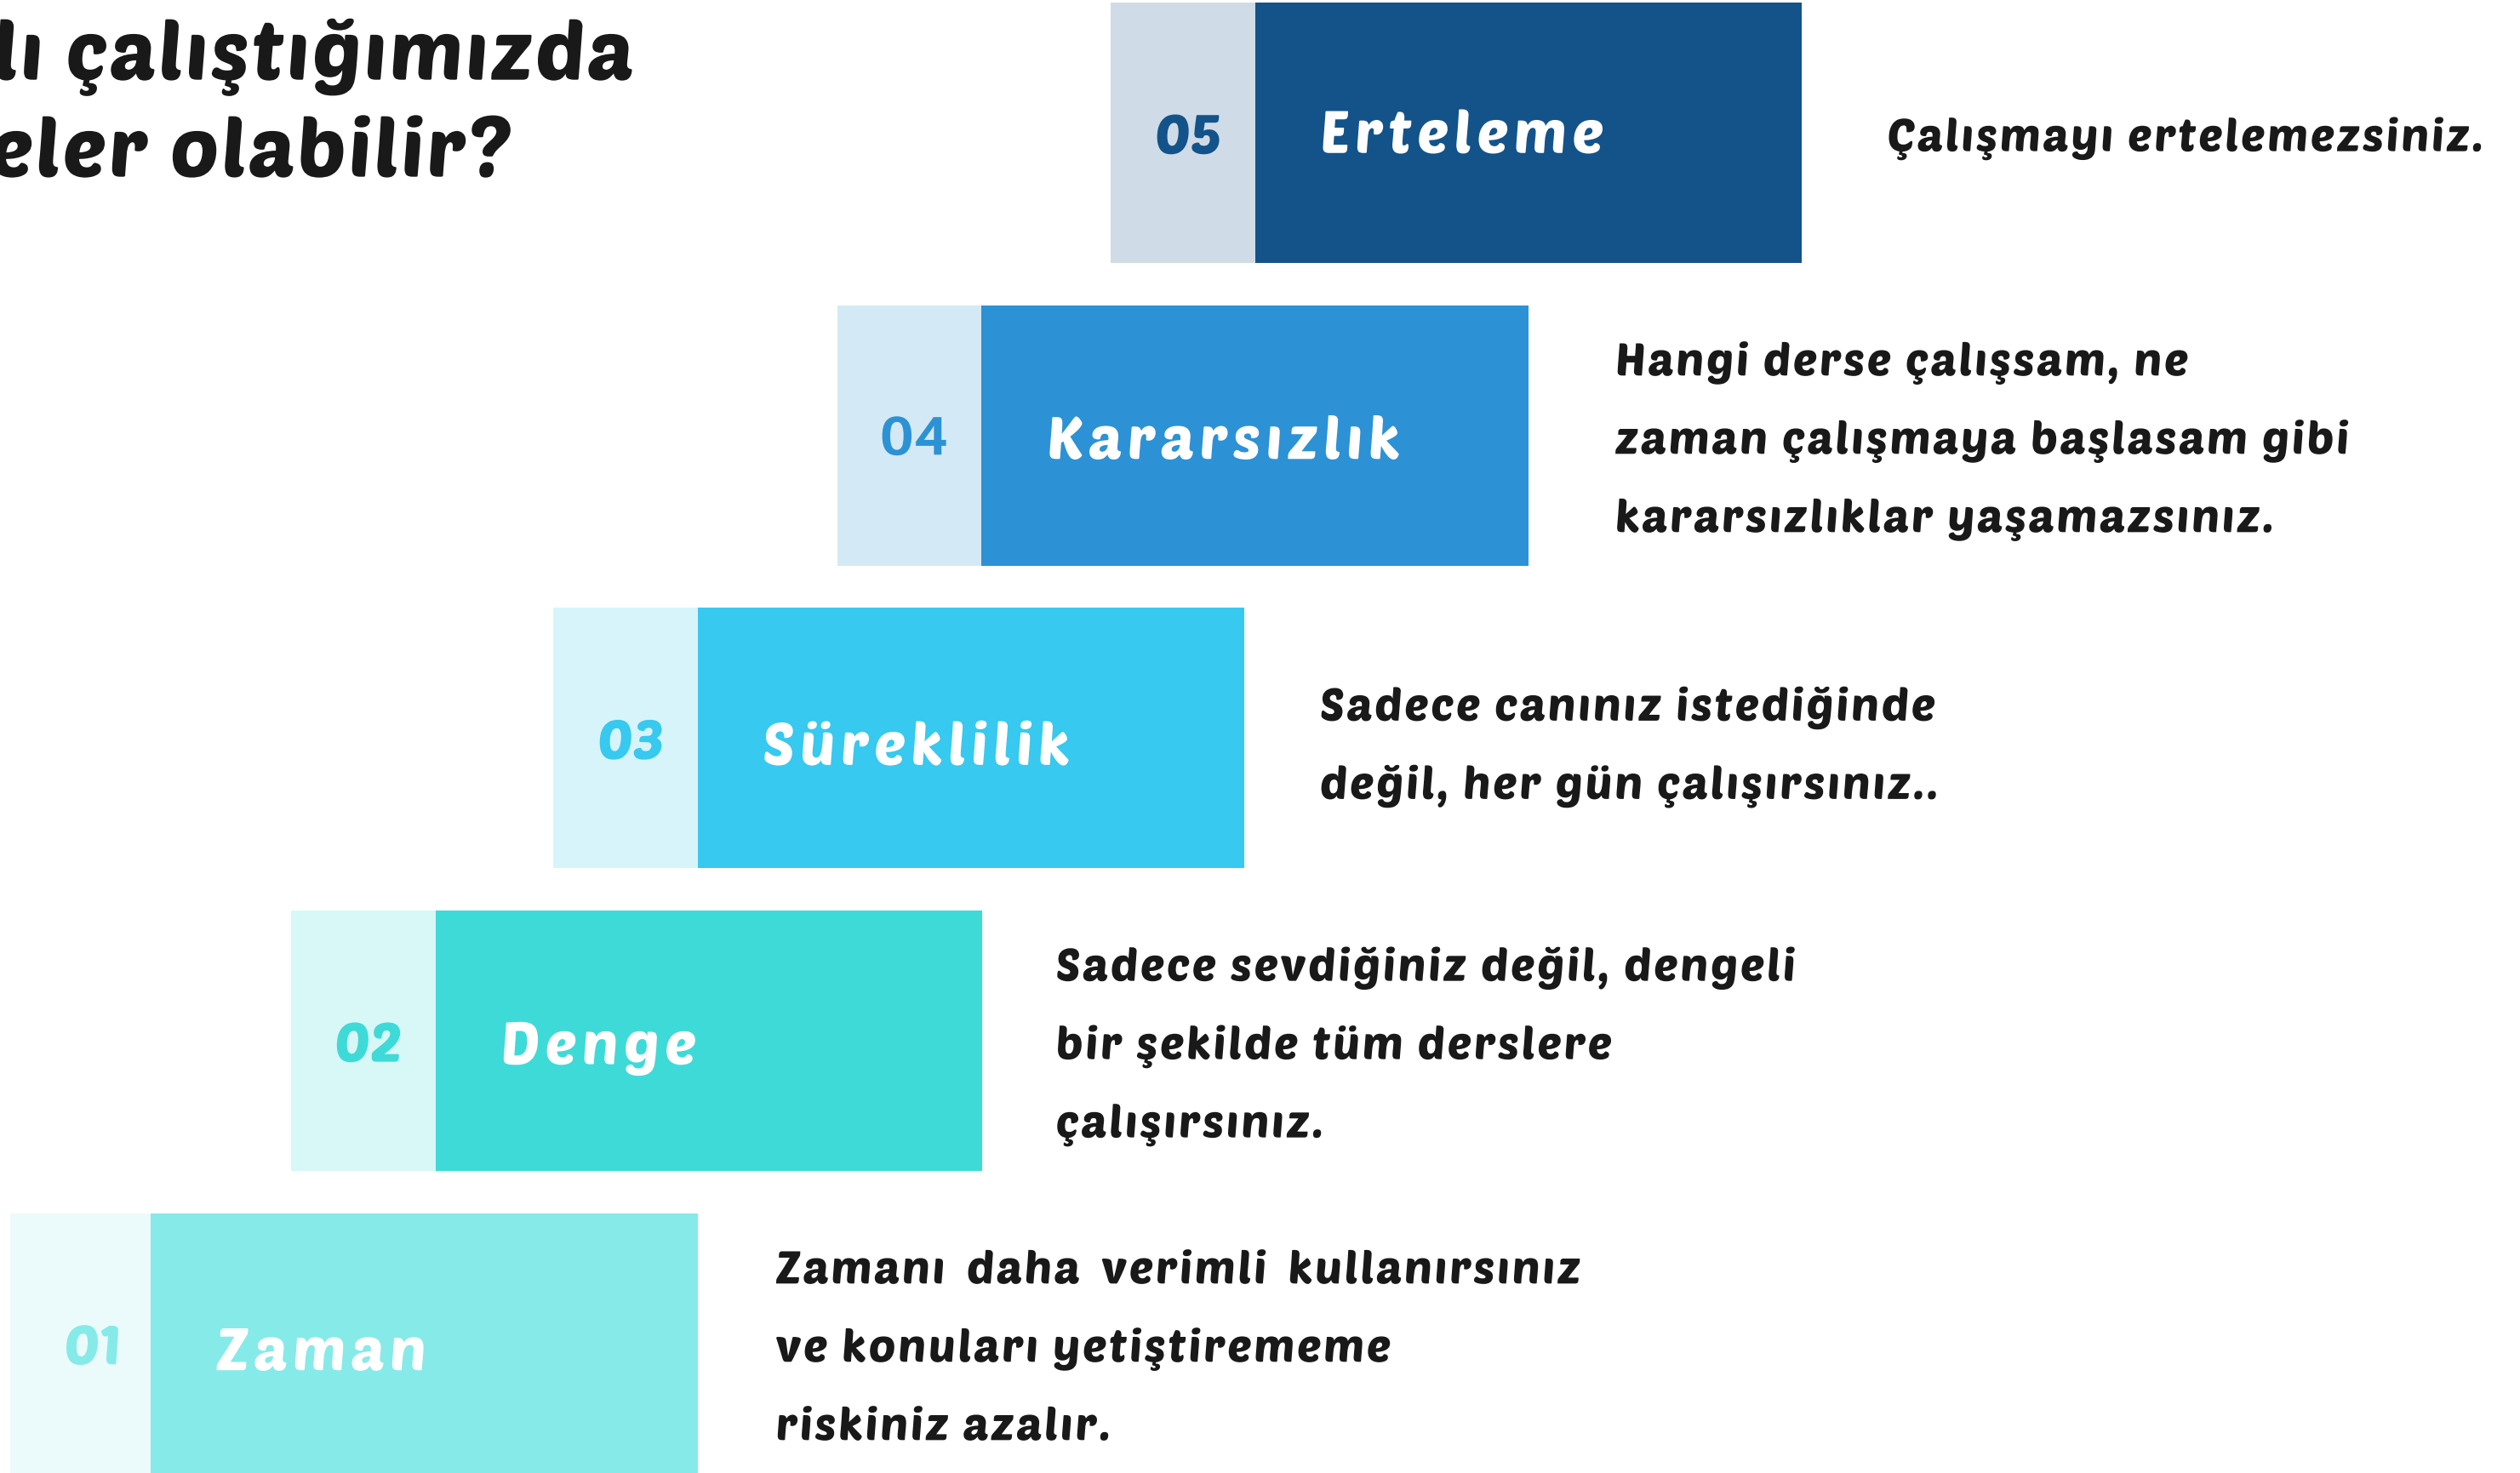 lı çalıştığımızda
eler olabilir?
05
Erteleme
Çalışmayı ertelemezsiniz.
04
Kararsızlık
Hangi derse çalışsam, ne
zaman çalışmaya başlasam gibi
kararsızlıklar yaşamazsınız.
03
Süreklilik
Sadece canınız istediğinde
değil, her gün çalışırsınız..
02
Denge
Sadece sevdiğiniz değil, dengeli
bir şekilde tüm derslere
çalışırsınız.
01
Zaman
Zamanı daha verimli kullanırsınız
ve konuları yetiştirememe
riskiniz azalır.